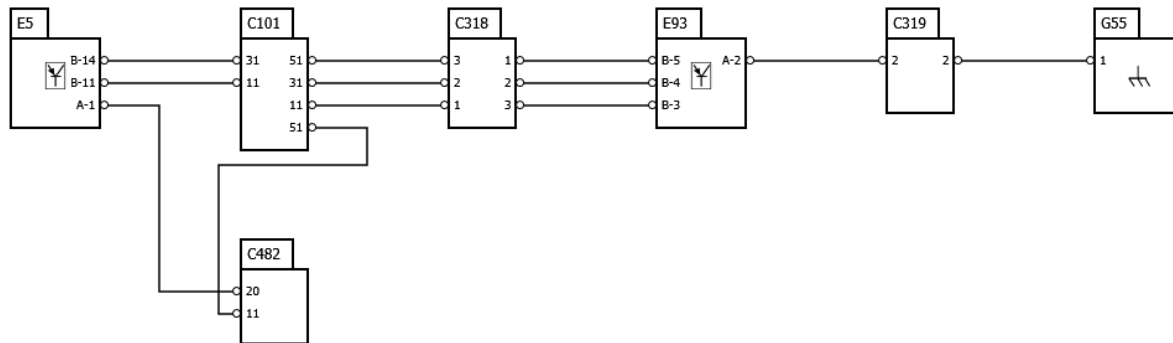 E5 C101 C318 E93 C319 G55
B-14 31 51 3 1 B-5 A-2 2 2 1
B-11 11 31 2 2 B-4
A-1 11 1 3 B-3
51
C482
20
11